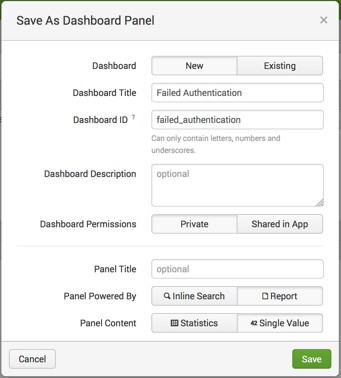 Save As Dashboard Panel ×
Dashboard New Existing
Dashboard Title Failed Authentication
Dashboard ID ? failed_authentication
Can only contain letters, numbers and
underscores.
Dashboard Description optional
Dashboard Permissions Private Shared in App
Panel Title optional
Panel Powered By Inline Search Report
Panel Content Statistics 42 Single Value
Cancel Save